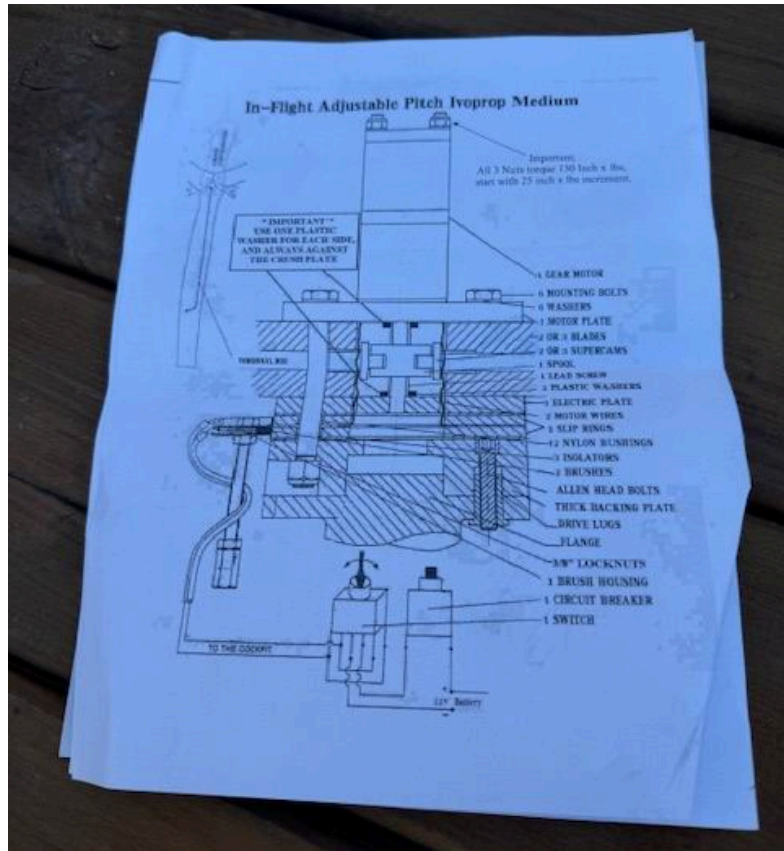 In-Flight Adjustable Pitch Ivoprop Medium
Important,
All 3 Nuts torque 130 Inch x lbs,
start with 25 inch x lbs increment.
"IMPORTANT"
USE ONE PLASTIC
WASHER FOR EACH SIDE,
AND ALWAYS AGAINST
THE CRUSH PLATE
1 GEAR MOTOR
6 MOUNTING BOLTS
6 WASHERS
1 MOTOR PLATE
2 OR 3 BLADES
2 OR 3 SUPERCAMS
1 SPOOL
1 LEAD SCREW
2 PLASTIC WASHERS
1 ELECTRIC PLATE
2 MOTOR WIRES
2 SLIP RINGS
12 NYLON BUSHINGS
3 ISOLATORS
2 BRUSHES
ALLEN HEAD BOLTS
THICK BACKING PLATE
DRIVE LUGS
FLANGE
3/8" LOCKNUTS
1 BRUSH HOUSING
1 CIRCUIT BREAKER
1 SWITCH
TORSIONAL ROD
TO THE COCKPIT
12V Battery
+
-